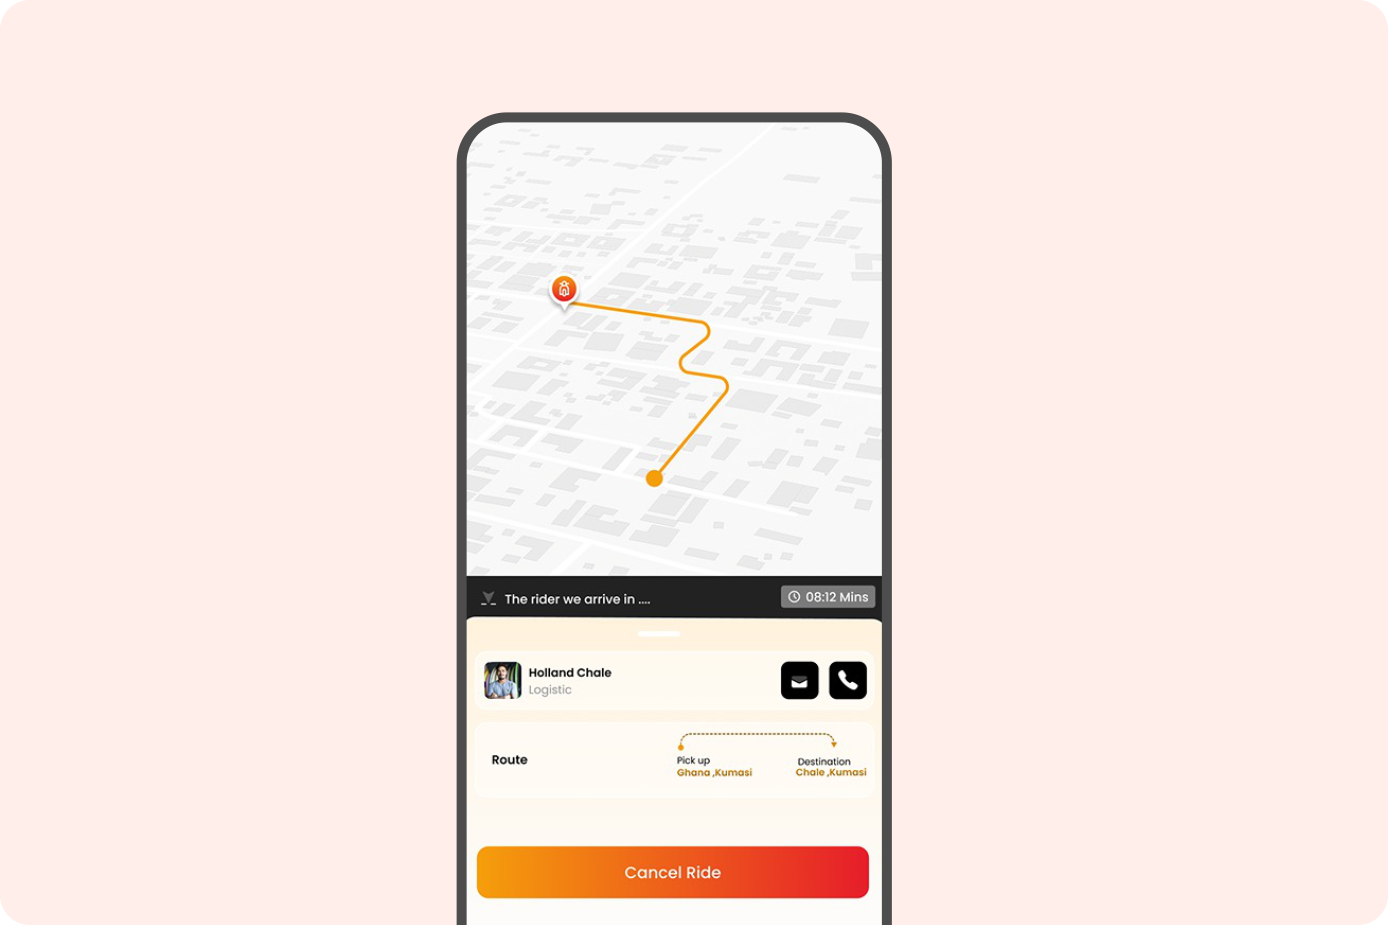 The rider we arrive in ....
08:12 Mins
Holland Chale
Logistic
Route
Pick up
Ghana ,Kumasi
Destination
Chale ,Kumasi
Cancel Ride